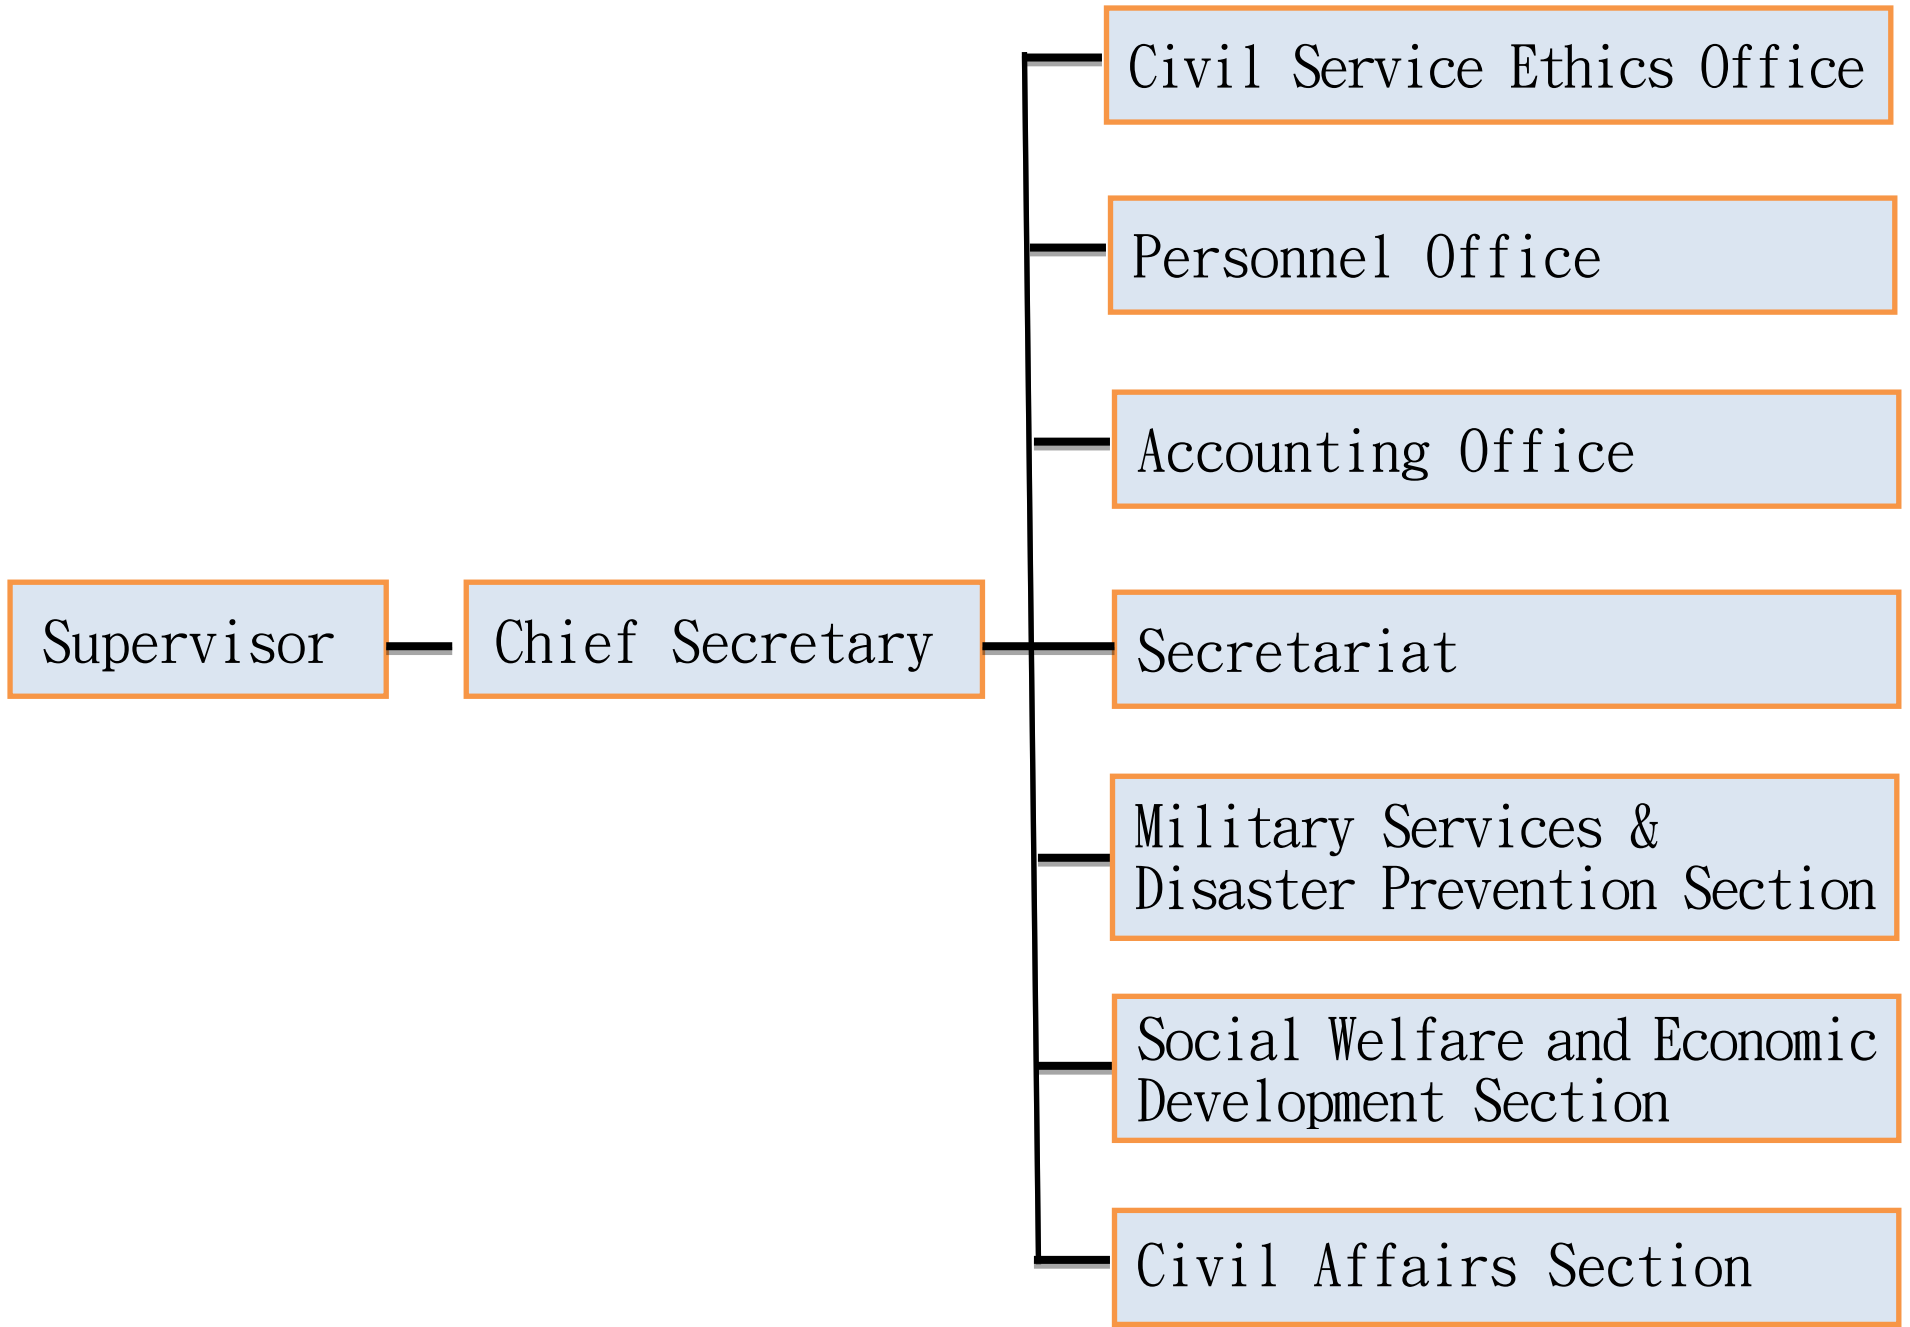 Civil Service Ethics Office
Personnel Office
Accounting Office
Supervisor
Chief Secretary
Secretariat
Military Services &
Disaster Prevention Section
Social Welfare and Economic
Development Section
Civil Affairs Section